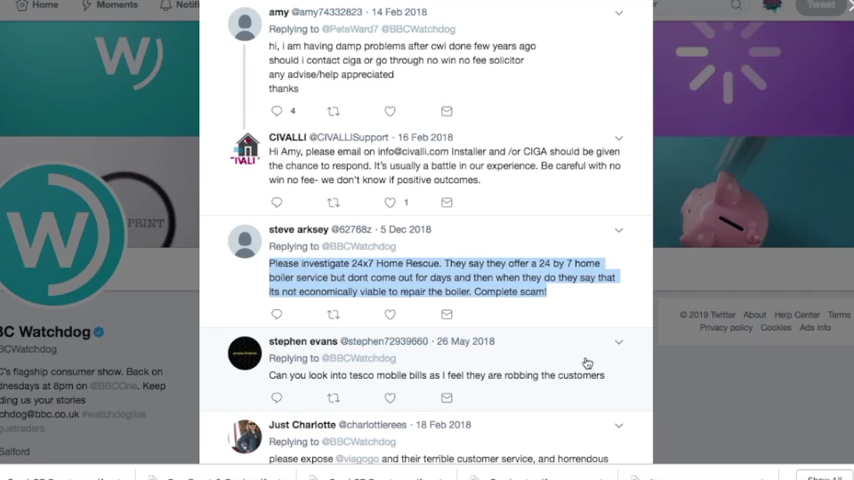 Home
Moments
Notifi
Tweet
amy @amy74332823 · 14 Feb 2018
Replying to @PeteWard7 @BBCWatchdog
hi, i am having damp problems after cwi done few years ago
should i contact ciga or go through no win no fee solicitor
any advise/help appreciated
thanks
4
CIVALLI @CIVALLISupport · 16 Feb 2018
Hi Amy, please email on info@civalli.com Installer and /or CIGA should be given
the chance to respond. It's usually a battle in our experience. Be careful with no
win no fee- we don't know if positive outcomes.
1
steve arksey @62768z · 5 Dec 2018
Replying to @BBCWatchdog
Please investigate 24x7 Home Rescue. They say they offer a 24 by 7 home
boiler service but dont come out for days and then when they do they say that
its not economically viable to repair the boiler. Complete scam!
stephen evans @stephen72939660 · 26 May 2018
Replying to @BBCWatchdog
Can you look into tesco mobile bills as I feel they are robbing the customers
Just Charlotte @charlottierees · 18 Feb 2018
Replying to @BBCWatchdog
please expose @viagogo and their terrible customer service, and horrendous
PRINT
BC Watchdog
BCWatchdog
C's flagship consumer show. Back on
dnesdays at 8pm on @BBCOne. Keep
ding us your stories
chdog@bbc.co.uk #watchdoglive
uetraders
Salford
© 2019 Twitter About Help Center Terms
Privacy policy Cookies Ads info
Show All